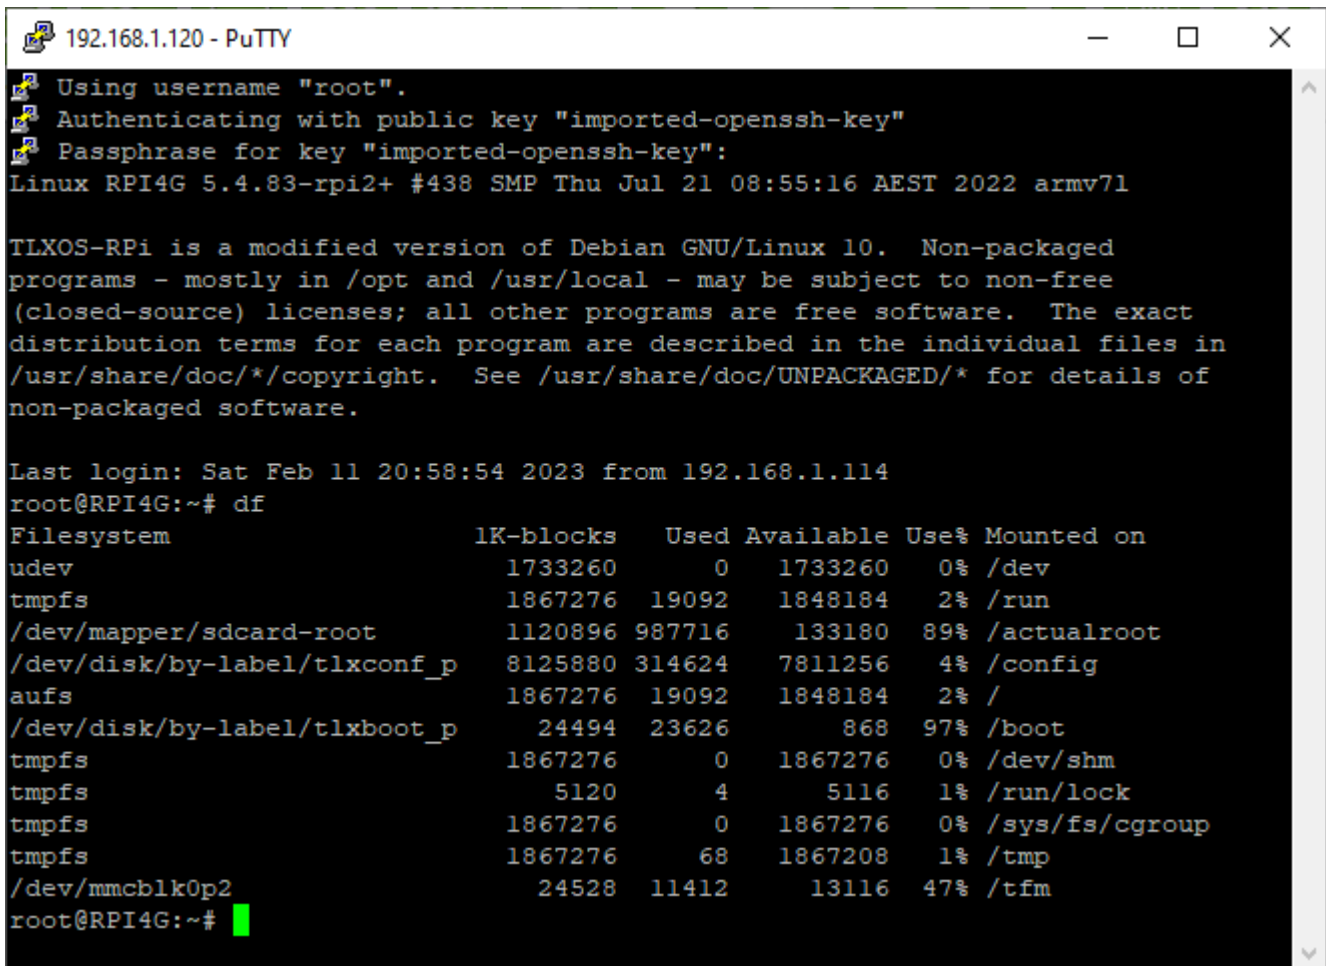 192.168.1.120 - PuTTY
Using username "root".
Authenticating with public key "imported-openssh-key"
Passphrase for key "imported-openssh-key":
Linux RPI4G 5.4.83-rpi2+ #438 SMP Thu Jul 21 08:55:16 AEST 2022 armv7l

TLXOS-RPi is a modified version of Debian GNU/Linux 10.  Non-packaged
programs - mostly in /opt and /usr/local - may be subject to non-free
(closed-source) licenses; all other programs are free software.  The exact
distribution terms for each program are described in the individual files in
/usr/share/doc/*/copyright.  See /usr/share/doc/UNPACKAGED/* for details of
non-packaged software.

Last login: Sat Feb 11 20:58:54 2023 from 192.168.1.114
root@RPI4G:~# df
Filesystem                   1K-blocks   Used Available Use% Mounted on
udev                           1733260      0   1733260   0% /dev
tmpfs                          1867276  19092   1848184   2% /run
/dev/mapper/sdcard-root        1120896 987716    133180  89% /actualroot
/dev/disk/by-label/tlxconf_p   8125880 314624   7811256   4% /config
aufs                           1867276  19092   1848184   2% /
/dev/disk/by-label/tlxboot_p     24494  23626       868  97% /boot
tmpfs                          1867276      0   1867276   0% /dev/shm
tmpfs                             5120      4      5116   1% /run/lock
tmpfs                          1867276      0   1867276   0% /sys/fs/cgroup
tmpfs                          1867276     68   1867208   1% /tmp
/dev/mmcblk0p2                   24528  11412     13116  47% /tfm
root@RPI4G:~#